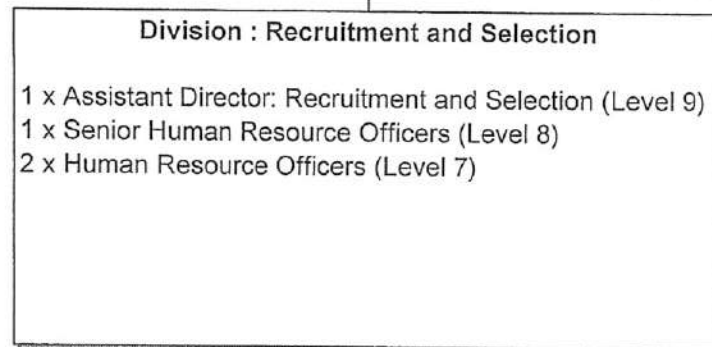 Division : Recruitment and Selection
1 x Assistant Director: Recruitment and Selection (Level 9)
1 x Senior Human Resource Officers (Level 8)
2 x Human Resource Officers (Level 7)